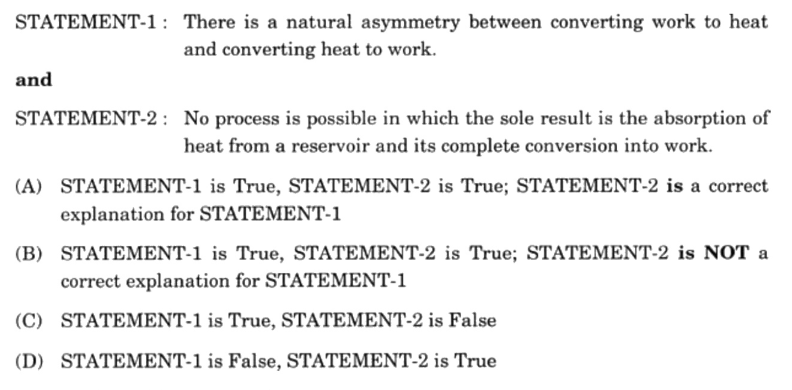 STATEMENT-1 : There is a natural asymmetry between converting work to heat
and converting heat to work.
and
STATEMENT-2 : No process is possible in which the sole result is the absorption of
heat from a reservoir and its complete conversion into work.
(A) STATEMENT-1 is True, STATEMENT-2 is True; STATEMENT-2 is a correct
explanation for STATEMENT-1
(B) STATEMENT-1 is True, STATEMENT-2 is True; STATEMENT-2 is NOT a
correct explanation for STATEMENT-1
(C) STATEMENT-1 is True, STATEMENT-2 is False
(D) STATEMENT-1 is False, STATEMENT-2 is True